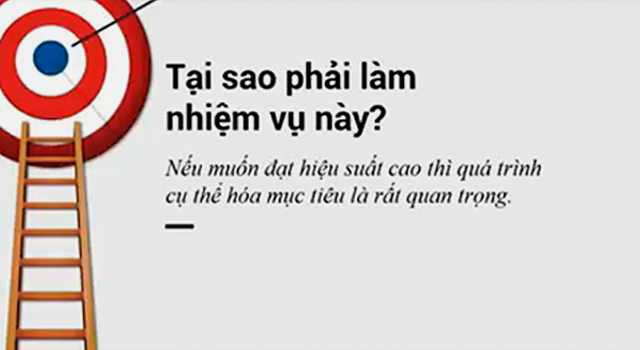 Tại sao phải làm
nhiệm vụ này?
Nếu muốn đạt hiệu suất cao thì quá trình
cụ thể hóa mục tiêu là rất quan trọng.